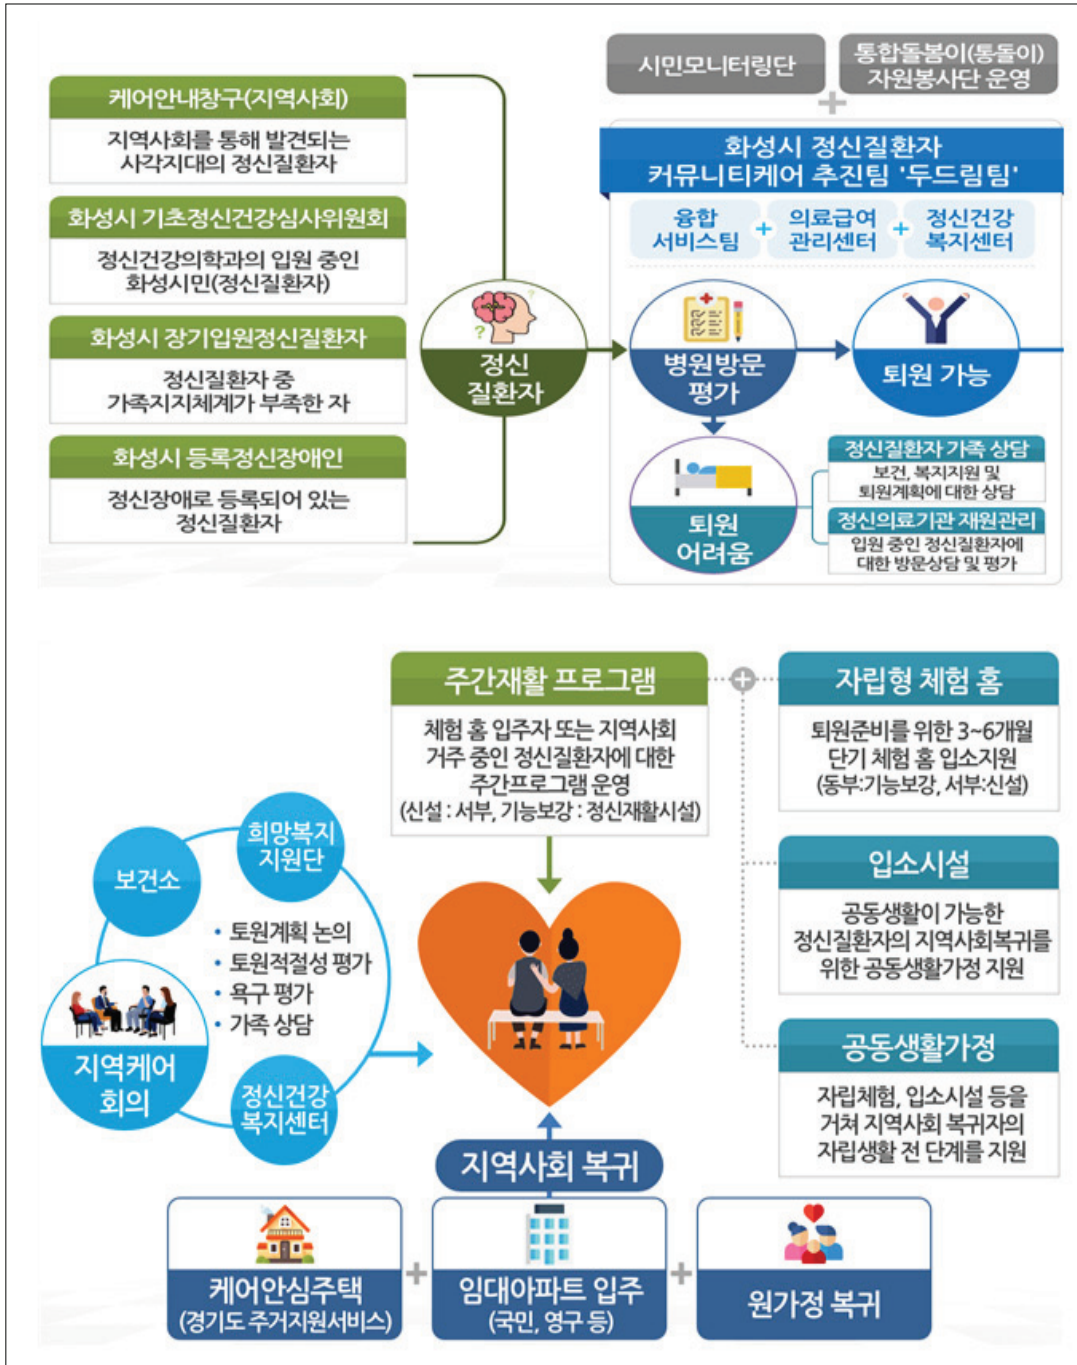 시민모니터링단
통합돌봄이(통돌이)
자원봉사단 운영
케어안내창구(지역사회)
지역사회를 통해 발견되는
사각지대의 정신질환자
화성시 기초정신건강심사위원회
정신건강의학과의 입원 중인
화성시민(정신질환자)
화성시 장기입원정신질환자
정신질환자 중
가족지지체계가 부족한 자
화성시 등록정신장애인
정신장애로 등록되어 있는
정신질환자
정신
질환자
화성시 정신질환자
커뮤니티케어 추진팀 '두드림팀'
융합
서비스팀
+
의료급여
관리센터
+
정신건강
복지센터
병원방문
평가
퇴원 가능
퇴원
어려움
정신질환자 가족 상담
보건, 복지지원 및
퇴원계획에 대한 상담
정신의료기관 재원관리
입원 중인 정신질환자에
대한 방문상담 및 평가
주간재활 프로그램
체험 홈 입주자 또는 지역사회
거주 중인 정신질환자에 대한
주간프로그램 운영
(신설 : 서부, 기능보강 : 정신재활시설)
자립형 체험 홈
퇴원준비를 위한 3~6개월
단기 체험 홈 입소지원
(동부:기능보강, 서부:신설)
입소시설
공동생활이 가능한
정신질환자의 지역사회복귀를
위한 공동생활가정 지원
공동생활가정
자립체험, 입소시설 등을
거쳐 지역사회 복귀자의
자립생활 전 단계를 지원
희망복지
지원단
보건소
• 토원계획 논의
• 토원적절성 평가
• 욕구 평가
• 가족 상담
지역케어
회의
정신건강
복지센터
지역사회 복귀
케어안심주택
(경기도 주거지원서비스)
+
임대아파트 입주
(국민, 영구 등)
+
원가정 복귀